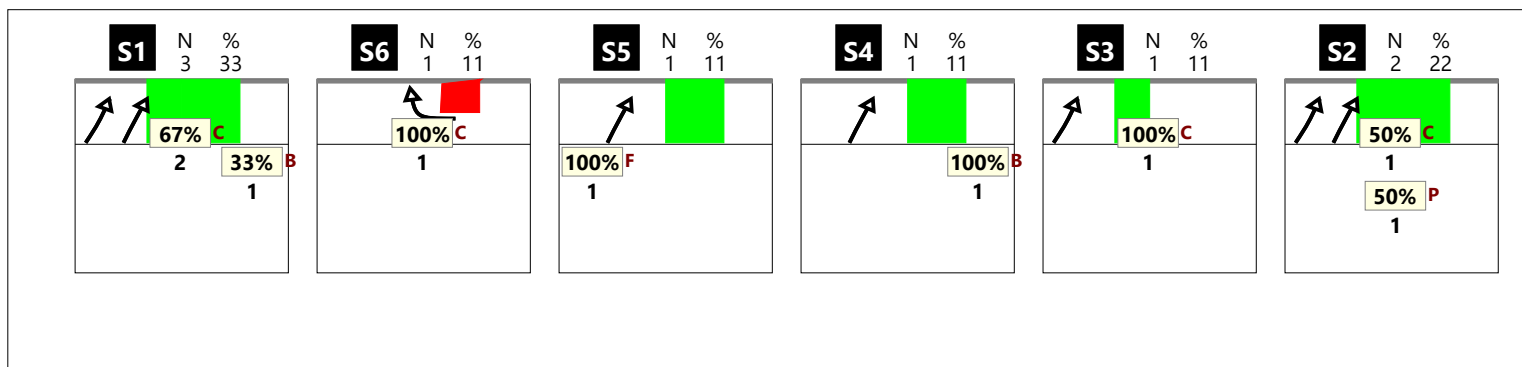 S1 N % 3 33
S6 N % 1 11
S5 N % 1 11
S4 N % 1 11
S3 N % 1 11
S2 N % 2 22
67% C
2
33% B
1
100% C
1
100% F
1
100% B
1
100% C
1
50% C
1
50% P
1